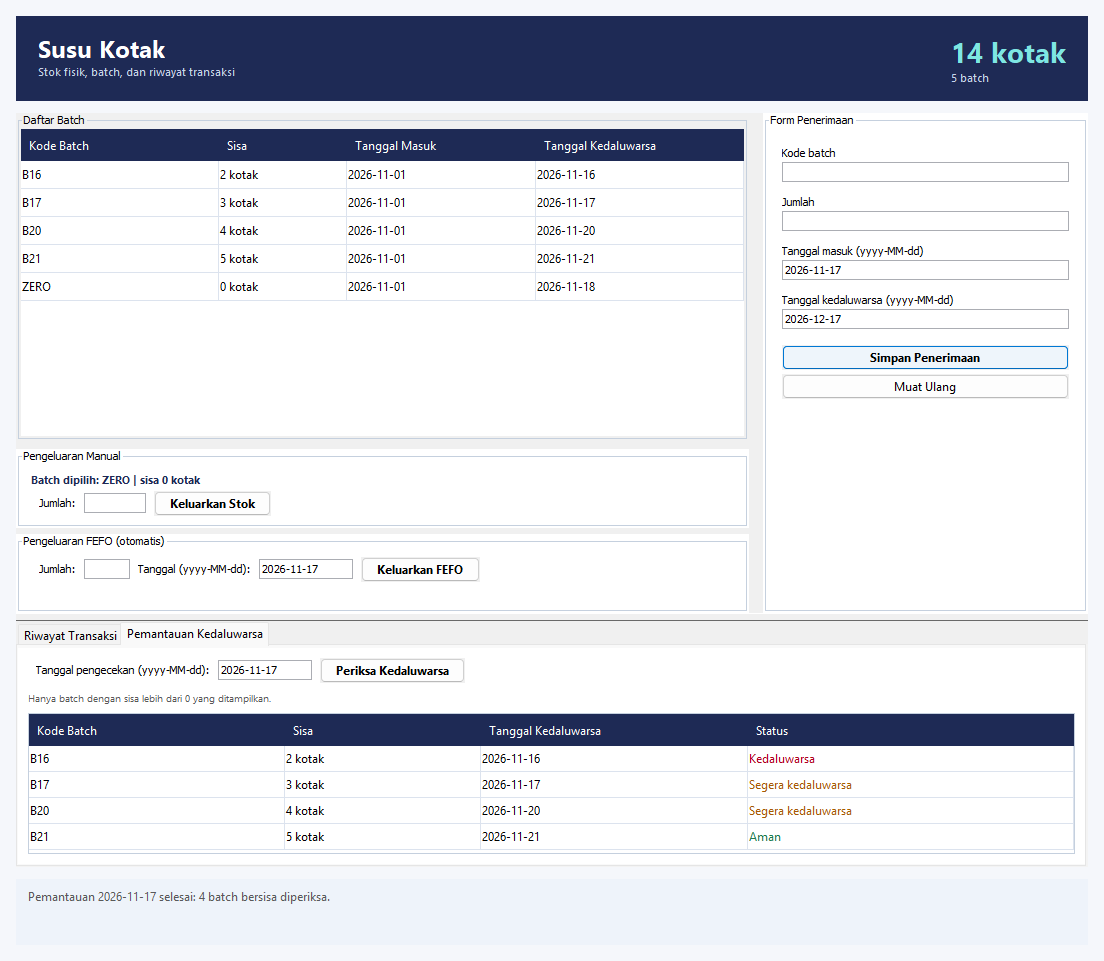 Susu Kotak
Stok fisik, batch, dan riwayat transaksi
14 kotak
5 batch
Daftar Batch
Kode Batch Sisa Tanggal Masuk Tanggal Kedaluwarsa
B16 2 kotak 2026-11-01 2026-11-16
B17 3 kotak 2026-11-01 2026-11-17
B20 4 kotak 2026-11-01 2026-11-20
B21 5 kotak 2026-11-01 2026-11-21
ZERO 0 kotak 2026-11-01 2026-11-18
Form Penerimaan
Kode batch
Jumlah
Tanggal masuk (yyyy-MM-dd)
2026-11-17
Tanggal kedaluwarsa (yyyy-MM-dd)
2026-12-17
Simpan Penerimaan
Muat Ulang
Pengeluaran Manual
Batch dipilih: ZERO | sisa 0 kotak
Jumlah: Keluarkan Stok
Pengeluaran FEFO (otomatis)
Jumlah: Tanggal (yyyy-MM-dd): 2026-11-17 Keluarkan FEFO
Riwayat Transaksi Pemantauan Kedaluwarsa
Tanggal pengecekan (yyyy-MM-dd): 2026-11-17 Periksa Kedaluwarsa
Hanya batch dengan sisa lebih dari 0 yang ditampilkan.
Kode Batch Sisa Tanggal Kedaluwarsa Status
B16 2 kotak 2026-11-16 Kedaluwarsa
B17 3 kotak 2026-11-17 Segera kedaluwarsa
B20 4 kotak 2026-11-20 Segera kedaluwarsa
B21 5 kotak 2026-11-21 Aman
Pemantauan 2026-11-17 selesai: 4 batch bersisa diperiksa.